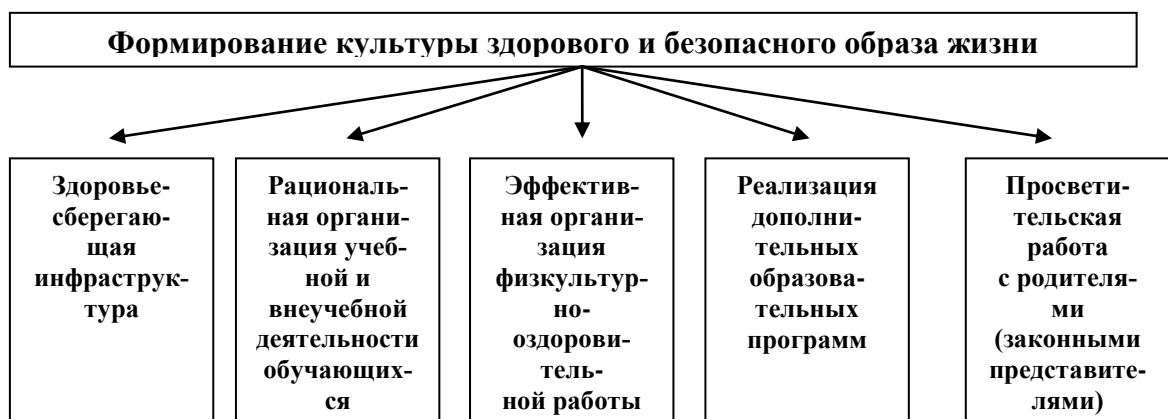 Формирование культуры здорового и безопасного образа жизни
Здоровье-
сберегаю-
щая
инфраструк-
тура
Рациональ-
ная органи-
зация учеб-
ной и
внеучебной
деятельности
обучающих-
ся
Эффектив-
ная органи-
зация
физкультур-
но-
оздорови-
тель-
ной работы
Реализация
дополни-
тельных
образова-
тельных
программ
Просвети-
тельская
работа
с родителя-
ми
(законными
представите-
лями)